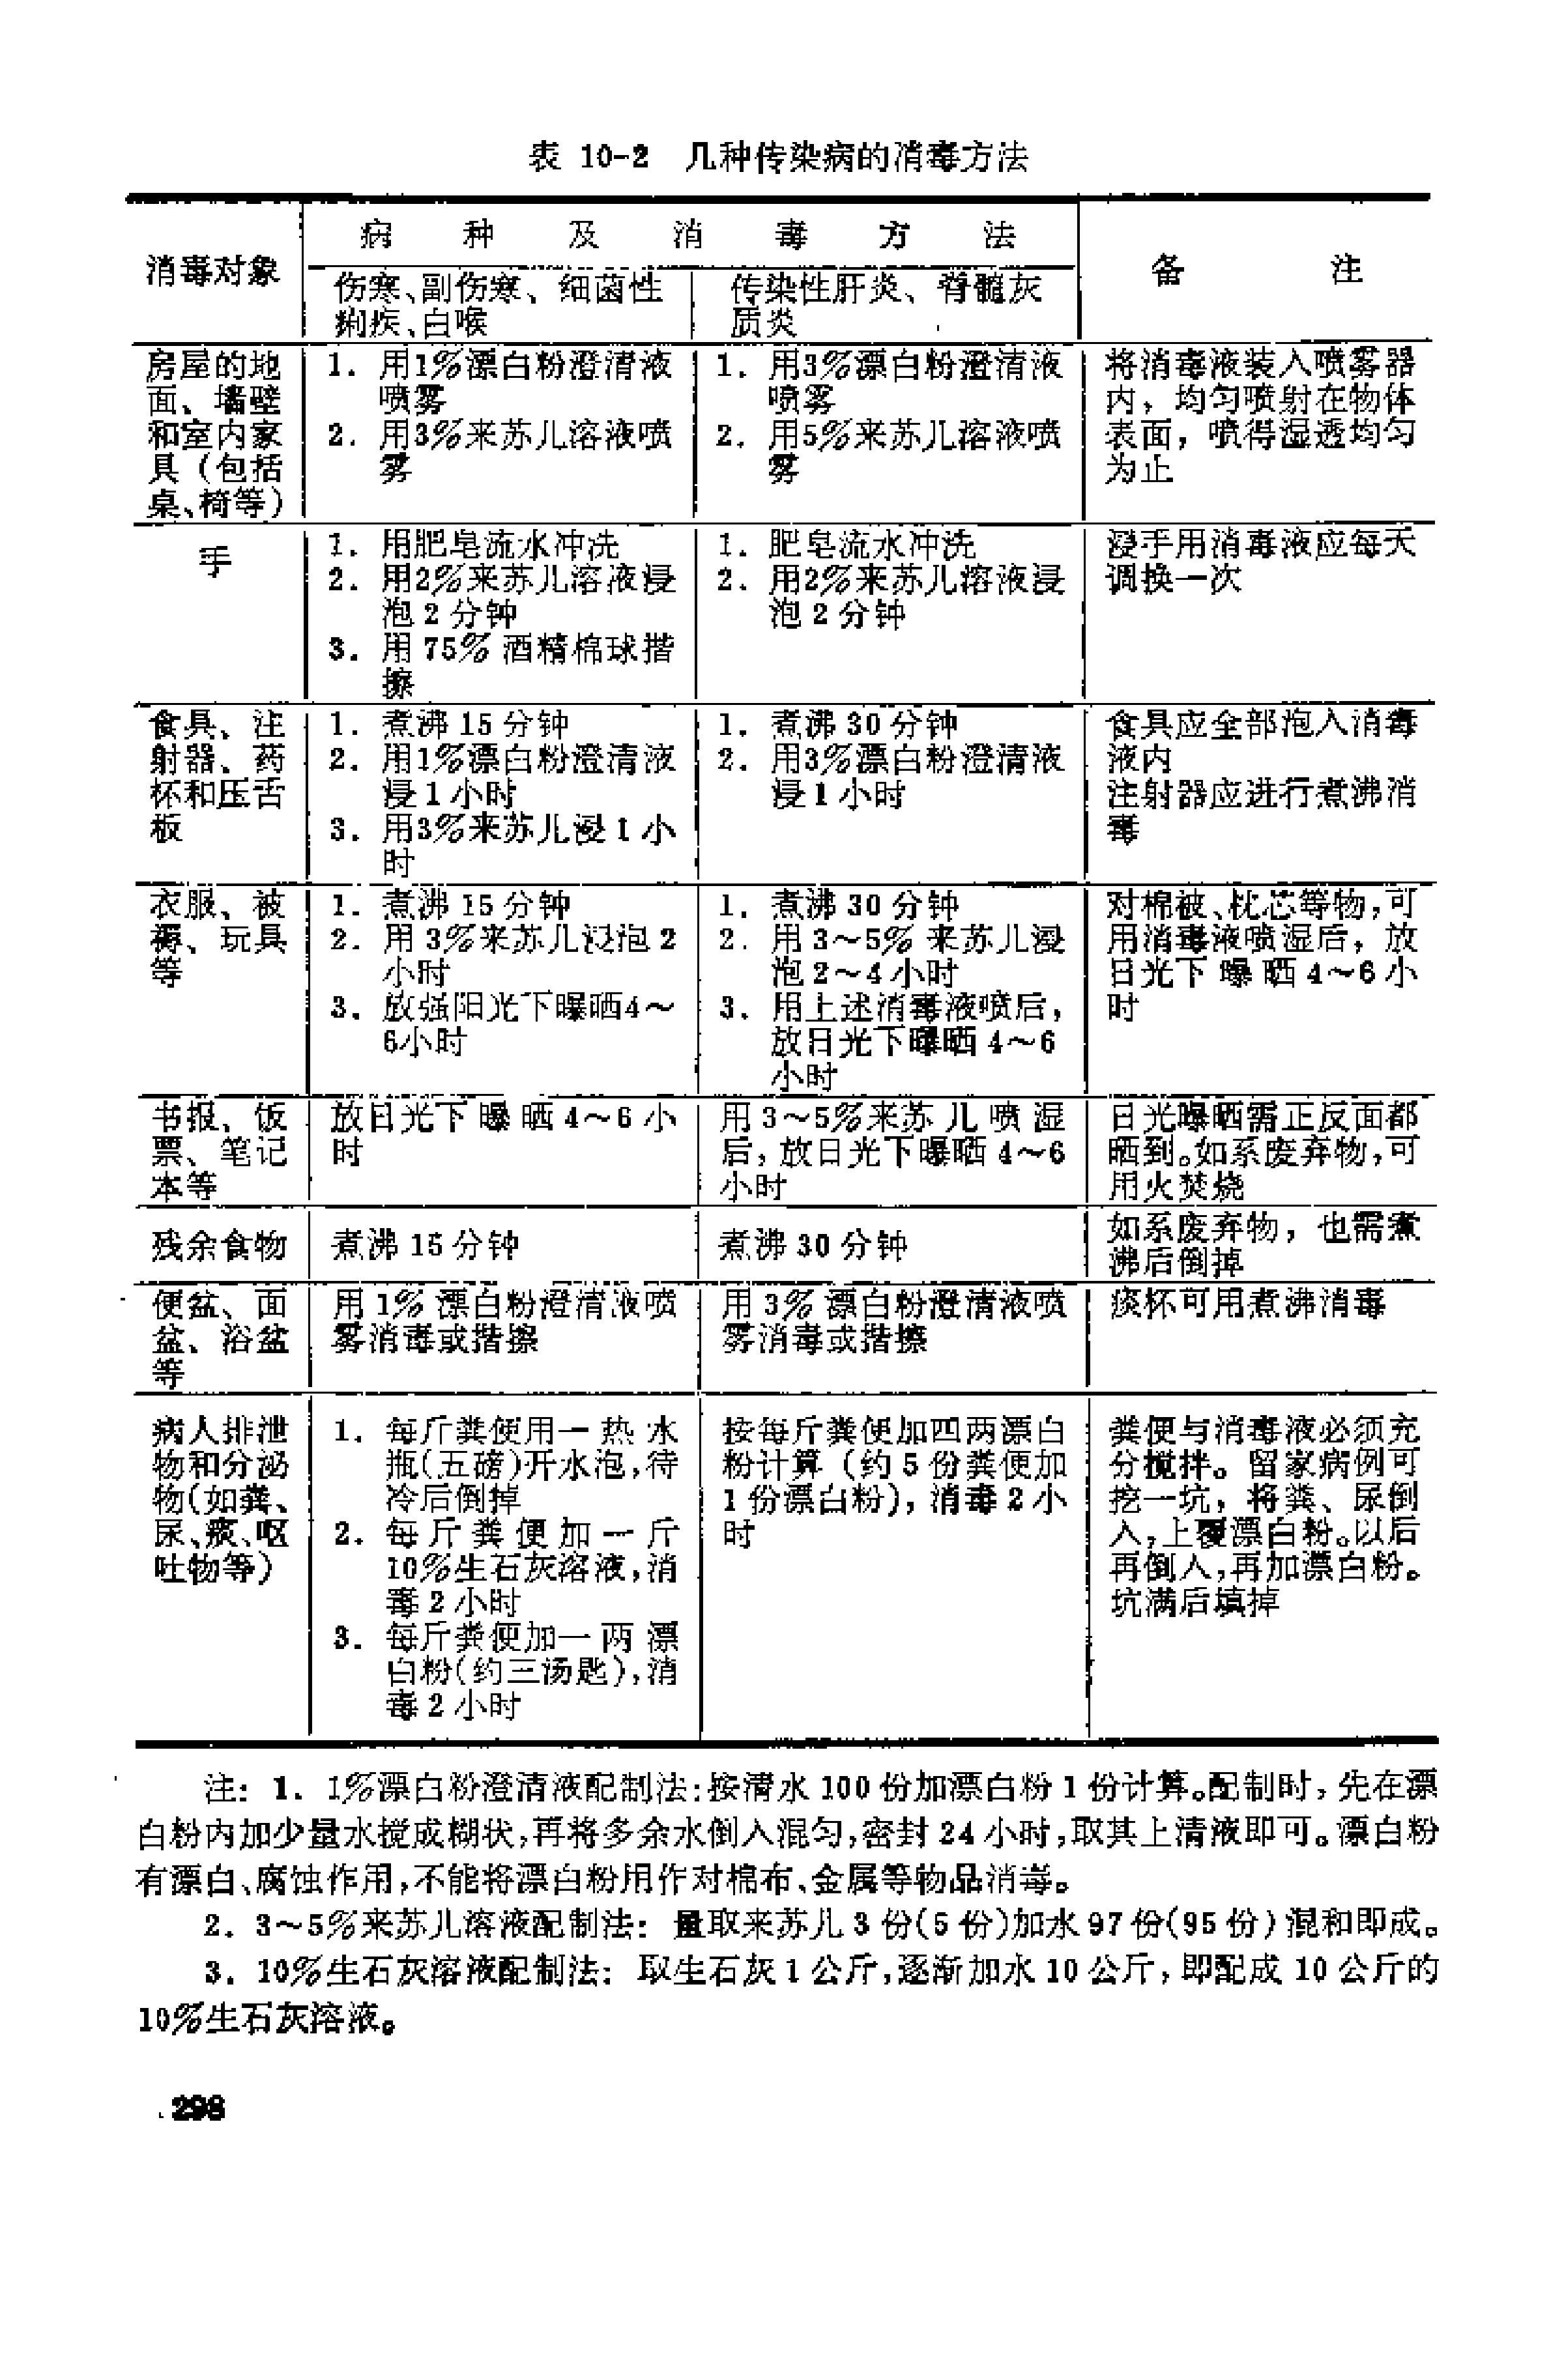 表 10-2 几种传染病的消毒方法
消毒对象
病种及消毒方法
备注
伤寒、副伤寒、细菌性
痢疾、白喉
传染性肝炎、脊髓灰
质炎
房屋的地
面、墙壁
和室内家
具（包括
桌、椅等）
1. 用1%漂白粉澄清液
喷雾
2. 用3%来苏儿溶液喷
雾
1. 用3%漂白粉澄清液
喷雾
2. 用5%来苏儿溶液喷
雾
将消毒液装入喷雾器
内，均匀喷射在物体
表面，喷得湿透均匀
为止
手
1. 用肥皂流水冲洗
2. 用2%来苏儿溶液浸
泡2分钟
3. 用75%酒精棉球揩
擦
1. 肥皂流水冲洗
2. 用2%来苏儿溶液浸
泡2分钟
浸手用消毒液应每天
调换一次
食具、注
射器、药
杯和压舌
板
1. 煮沸15分钟
2. 用1%漂白粉澄清液
浸1小时
3. 用3%来苏儿浸1小
时
1. 煮沸30分钟
2. 用3%漂白粉澄清液
浸1小时
食具应全部泡入消毒
液内
注射器应进行煮沸消
毒
衣服、被
褥、玩具
等
1. 煮沸15分钟
2. 用3%来苏儿浸泡2
小时
3. 放强阳光下曝晒4～
6小时
1. 煮沸30分钟
2. 用3～5%来苏儿浸
泡2～4小时
3. 用上述消毒液喷后，
放日光下曝晒4～6
小时
对棉被、枕芯等物，可
用消毒液喷湿后，放
日光下曝晒4～6小
时
书报、饭
票、笔记
本等
放日光下曝晒4～6小
时
用3～5%来苏儿喷湿
后，放日光下曝晒4～6
小时
日光曝晒需正反面都
晒到。如系废弃物，可
用火焚烧
残余食物
煮沸15分钟
煮沸30分钟
如系废弃物，也需煮
沸后倒掉
便盆、面
盆、浴盆
等
用1%漂白粉澄清液喷
雾消毒或揩擦
用3%漂白粉澄清液喷
雾消毒或揩擦
痰杯可用煮沸消毒
病人排泄
物和分泌
物（如粪、
尿、痰、呕
吐物等）
1. 每斤粪便用一热水
瓶（五磅）开水泡，待
冷后倒掉
2. 每斤粪便加一斤
10%生石灰溶液，消
毒2小时
3. 每斤粪便加一两漂
白粉（约三汤匙），消
毒2小时
按每斤粪便加四两漂白
粉计算（约5份粪便加
1份漂白粉），消毒2小
时
粪便与消毒液必须充
分搅拌。留家病例可
挖一坑，将粪、尿倒
入，上覆漂白粉。以后
再倒入，再加漂白粉。
坑满后填掉
注：1. 1%漂白粉澄清液配制法：按清水100份加漂白粉1份计算。配制时，先在漂
白粉内加少量水搅成糊状，再将多余水倒入混匀，密封24小时，取其上清液即可。漂白粉
有漂白、腐蚀作用，不能将漂白粉用作对棉布、金属等物品消毒。
2. 3～5%来苏儿溶液配制法：量取来苏儿3份（5份）加水97份（95份）混和即成。
3. 10%生石灰溶液配制法：取生石灰1公斤，逐渐加水10公斤，即配成10公斤的
10%生石灰溶液。
298